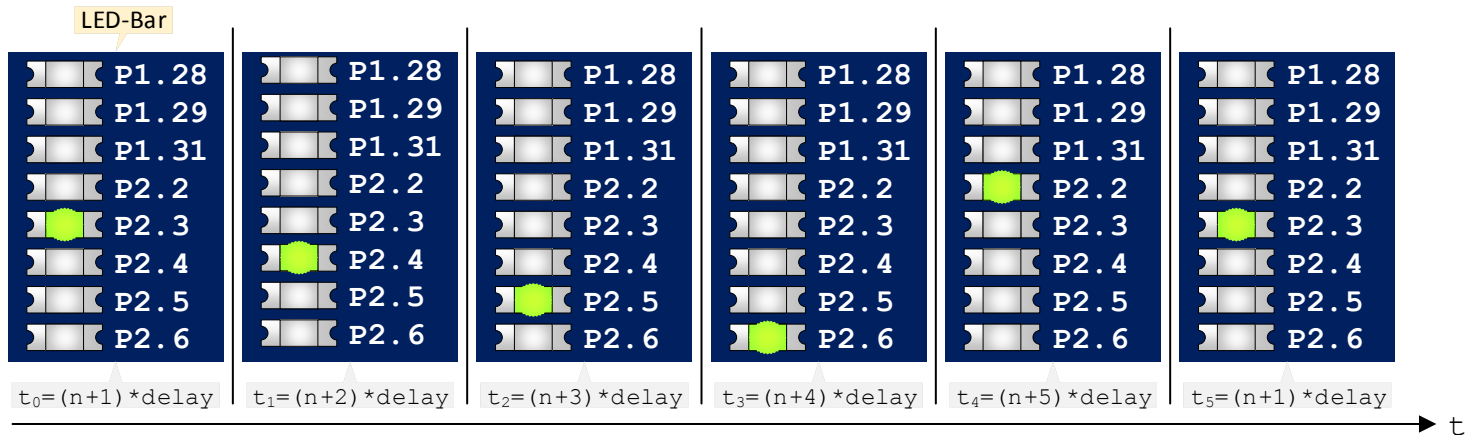 LED-Bar
P1.28
P1.29
P1.31
P2.2
P2.3
P2.4
P2.5
P2.6
t₀=(n+1)*delay
P1.28
P1.29
P1.31
P2.2
P2.3
P2.4
P2.5
P2.6
t₁=(n+2)*delay
P1.28
P1.29
P1.31
P2.2
P2.3
P2.4
P2.5
P2.6
t₂=(n+3)*delay
P1.28
P1.29
P1.31
P2.2
P2.3
P2.4
P2.5
P2.6
t₃=(n+4)*delay
P1.28
P1.29
P1.31
P2.2
P2.3
P2.4
P2.5
P2.6
t₄=(n+5)*delay
P1.28
P1.29
P1.31
P2.2
P2.3
P2.4
P2.5
P2.6
t₅=(n+1)*delay
t